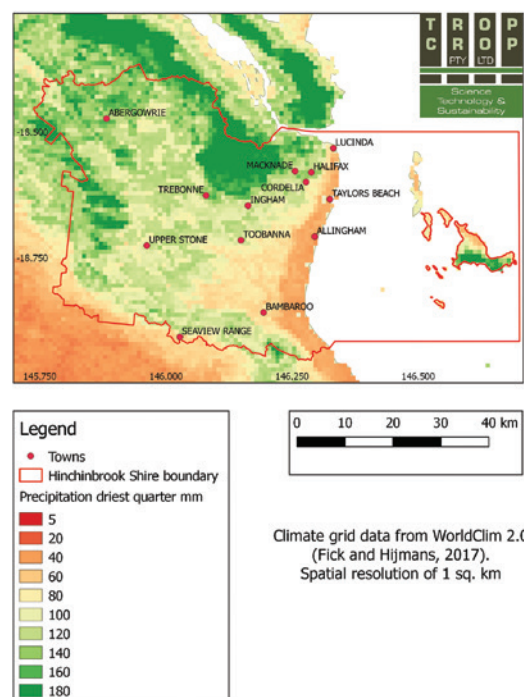 TROP
CROP
PTY LTD
Science
Technology &
Sustainability
ABERGOWRIE
-18.500
LUCINDA
MACKNADE
HALIFAX
CORDELIA
TREBONNE
TAYLORS BEACH
INGHAM
TOOBANNA
ALLINGHAM
UPPER STONE
-18.750
BAMBAROO
SEAVIEW RANGE
145.750 146.000 146.250 146.500
Legend
Towns
Hinchinbrook Shire boundary
Precipitation driest quarter mm
5
20
40
60
80
100
120
140
160
180
0 10 20 30 40 km
Climate grid data from WorldClim 2.0
(Fick and Hijmans, 2017).
Spatial resolution of 1 sq. km